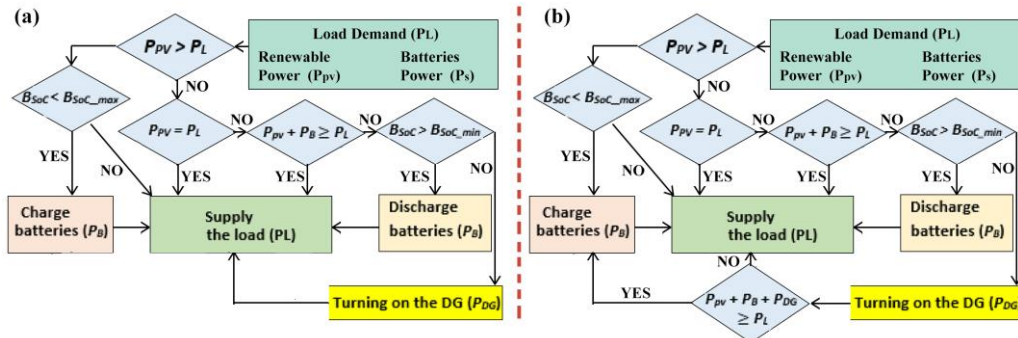 (a)
Load Demand (PL)
Renewable Batteries
Power (Ppv) Power (Ps)
PPV > PL
NO
BSoC < BSoC_max
PPV = PL
NO
Ppv + PB ≥ PL
NO
BSoC > BSoC_min
YES
NO
YES
YES
YES
NO
Charge
batteries (PB)
Supply
the load (PL)
Discharge
batteries (PB)
Turning on the DG (PDG)
(b)
Load Demand (PL)
Renewable Batteries
Power (Ppv) Power (Ps)
PPV > PL
NO
BSoC < BSoC_max
PPV = PL
NO
Ppv + PB ≥ PL
NO
BSoC > BSoC_min
YES
NO
YES
YES
YES
NO
Charge
batteries (PB)
Supply
the load (PL)
Discharge
batteries (PB)
NO
YES
Ppv + PB + PDG
≥ PL
Turning on the DG (PDG